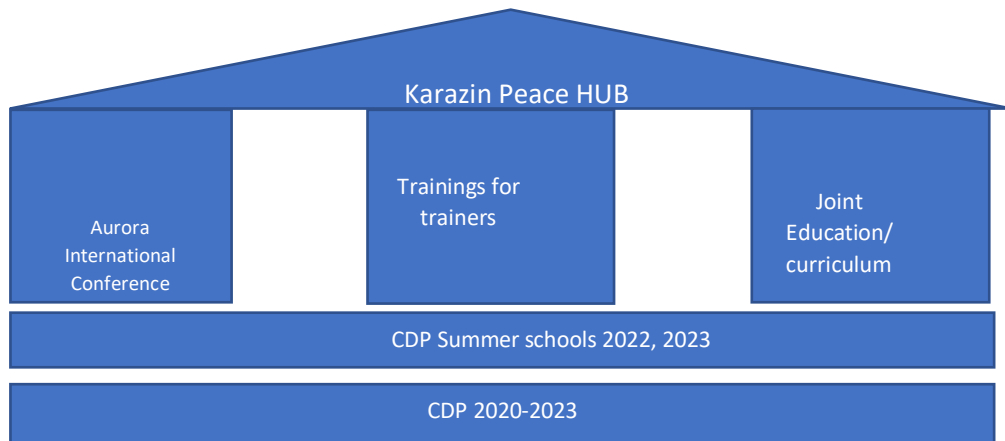 Karazin Peace HUB
Aurora
International
Conference
Trainings for
trainers
Joint
Education/
curriculum
CDP Summer schools 2022, 2023
CDP 2020-2023